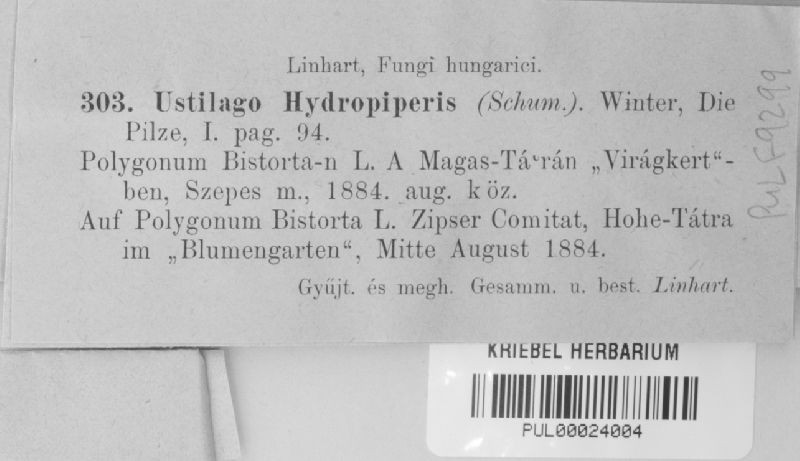 Linhart, Fungi hungarici.
303. Ustilago Hydropiperis (Schum.). Winter, Die
Pilze, I. pag. 94.
Polygonum Bistorta-n L. A Magas-Tátrán „Virágkert“-
ben, Szepes m., 1884. aug. köz.
Auf Polygonum Bistorta L. Zipser Comitat, Hohe-Tátra
im „Blumengarten“, Mitte August 1884.
Gyűjt. és megh. Gesamm. u. best. Linhart.
PUL F9299
KRIEBEL HERBARIUM
PUL00024004